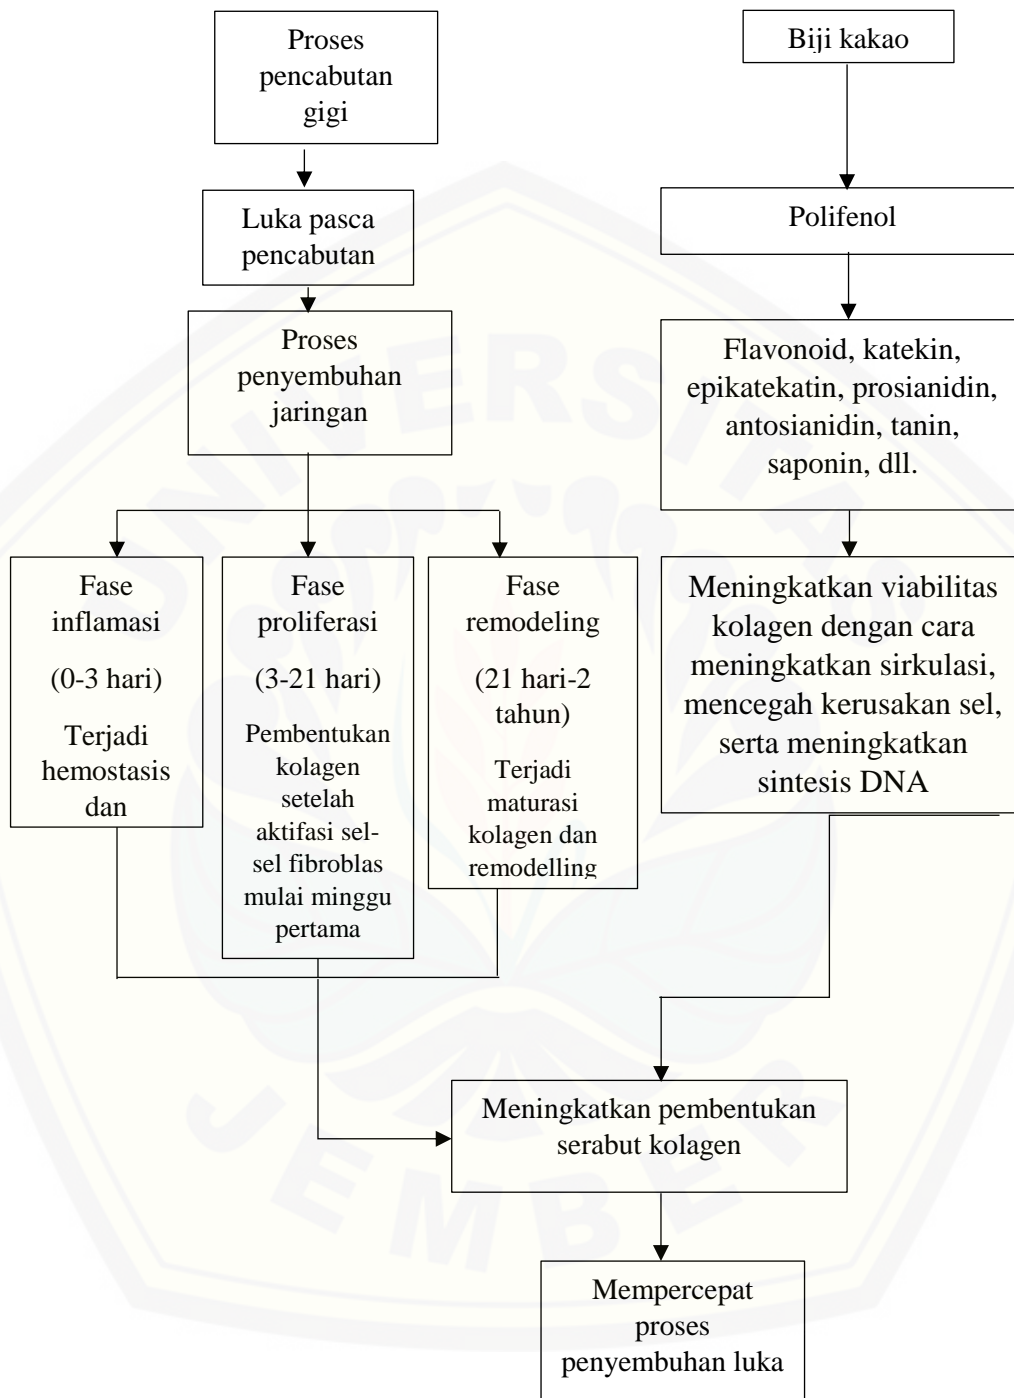 Proses
pencabutan
gigi
Luka pasca
pencabutan
Proses
penyembuhan
jaringan
Fase
inflamasi
(0-3 hari)
Terjadi
hemostasis
dan
Fase
proliferasi
(3-21 hari)
Pembentukan
kolagen
setelah
aktifasi sel-
sel fibroblas
mulai minggu
pertama
Fase
remodeling
(21 hari-2
tahun)
Terjadi
maturasi
kolagen dan
remodelling
Biji kakao
Polifenol
Flavonoid, katekin,
epikatekatin, prosianidin,
antosianidin, tanin,
saponin, dll.
Meningkatkan viabilitas
kolagen dengan cara
meningkatkan sirkulasi,
mencegah kerusakan sel,
serta meningkatkan
sintesis DNA
Meningkatkan pembentukan
serabut kolagen
Mempercepat
proses
penyembuhan luka
UNIVERSITAS
JEMBER